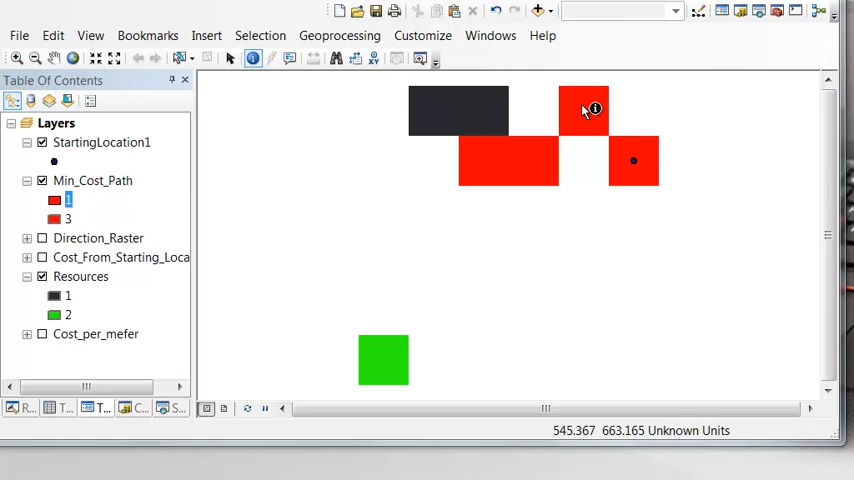 File Edit View Bookmarks Insert Selection Geoprocessing Customize Windows Help
Table Of Contents
Layers
StartingLocation1
Min_Cost_Path
1
3
Direction_Raster
Cost_From_Starting_Loca
Resources
1
2
Cost_per_mefer
R... T... T... C... S...
545.367 663.165 Unknown Units